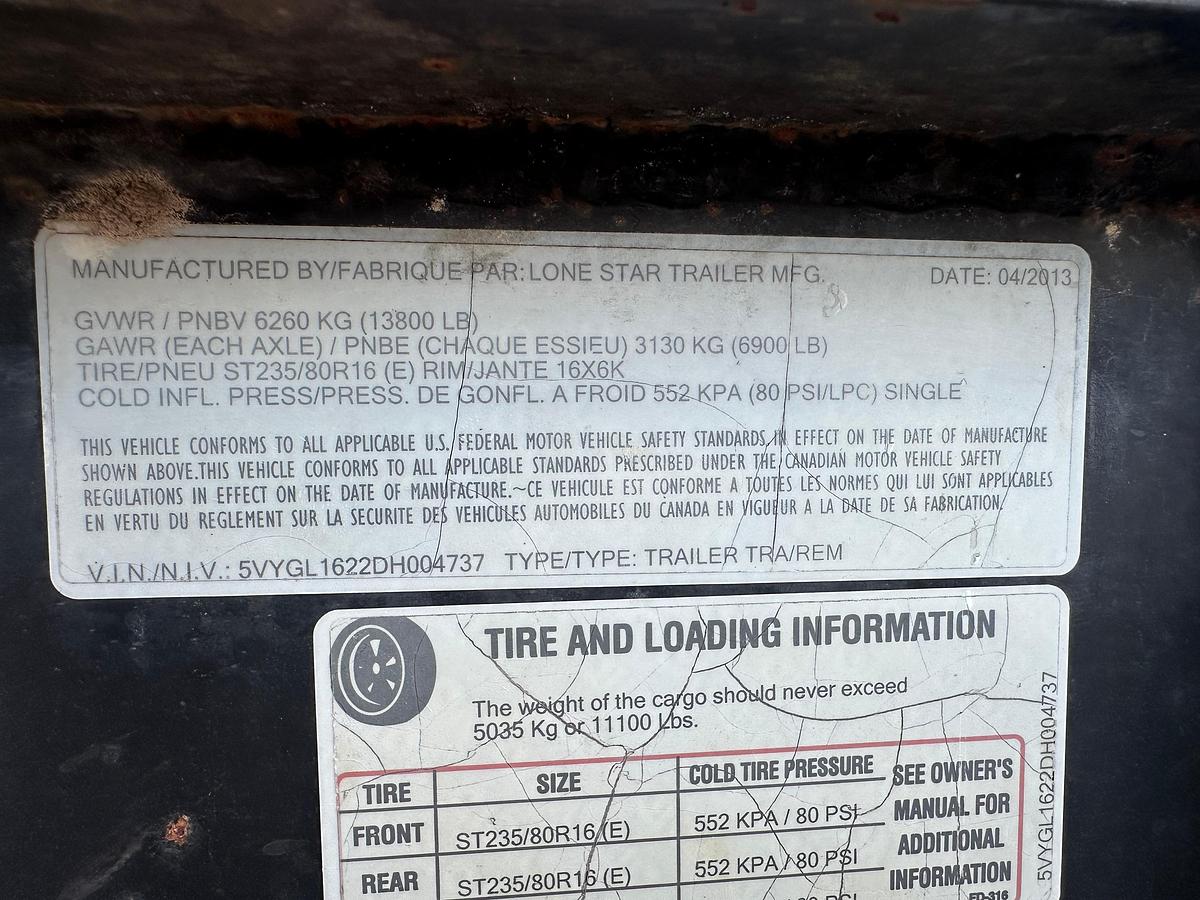 MANUFACTURED BY/FABRIQUE PAR: LONE STAR TRAILER MFG. DATE: 04/2013
GVWR / PNBV 6260 KG (13800 LB)
GAWR (EACH AXLE) / PNBE (CHAQUE ESSIEU) 3130 KG (6900 LB)
TIRE/PNEU ST235/80R16 (E) RIM/JANTE 16X6K
COLD INFL. PRESS/PRESS. DE GONFL. A FROID 552 KPA (80 PSI/LPC) SINGLE
THIS VEHICLE CONFORMS TO ALL APPLICABLE U.S. FEDERAL MOTOR VEHICLE SAFETY STANDARDS IN EFFECT ON THE DATE OF MANUFACTURE
SHOWN ABOVE.THIS VEHICLE CONFORMS TO ALL APPLICABLE STANDARDS PRESCRIBED UNDER THE CANADIAN MOTOR VEHICLE SAFETY
REGULATIONS IN EFFECT ON THE DATE OF MANUFACTURE.~CE VEHICULE EST CONFORME A TOUTES LES NORMES QUI LUI SONT APPLICABLES
EN VERTU DU REGLEMENT SUR LA SECURITE DES VEHICULES AUTOMOBILES DU CANADA EN VIGUEUR A LA DATE DE SA FABRICATION.
V.I.N./N.I.V.: 5VYGL1622DH004737 TYPE/TYPE: TRAILER TRA/REM
TIRE AND LOADING INFORMATION
The weight of the cargo should never exceed
5035 Kg or 11100 Lbs.
TIRE SIZE COLD TIRE PRESSURE
FRONT ST235/80R16 (E) 552 KPA / 80 PSI
REAR ST235/80R16 (E) 552 KPA / 80 PSI
SEE OWNER'S
MANUAL FOR
ADDITIONAL
INFORMATION
ED-316
5VYGL1622DH004737